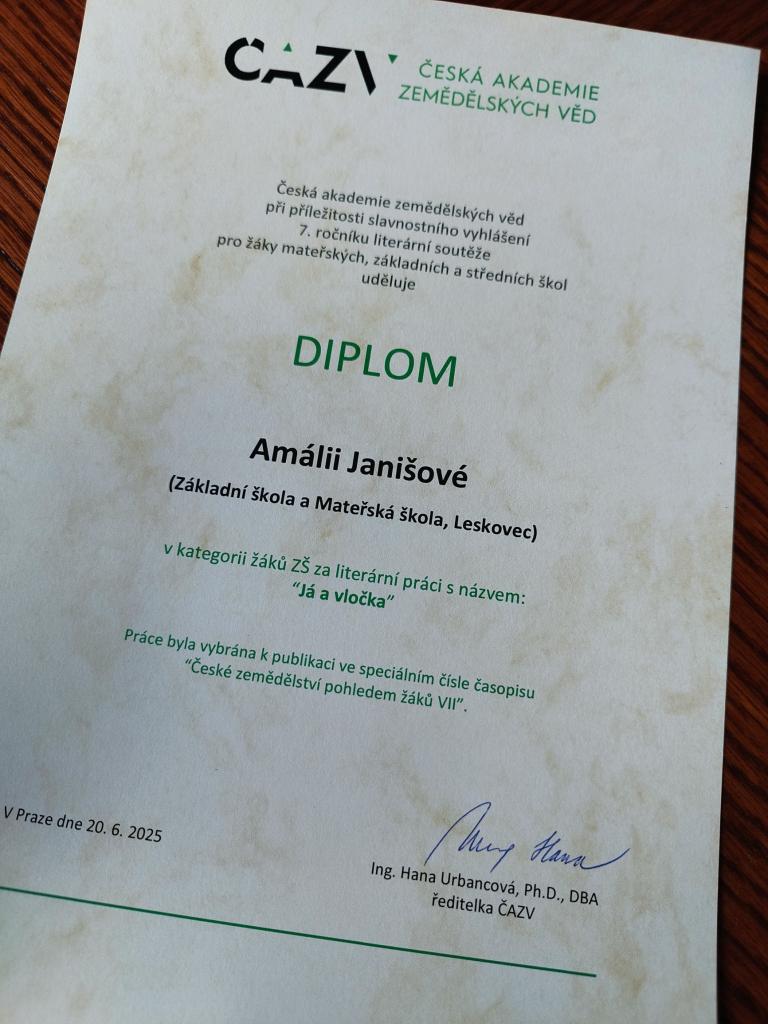 ČAZV
ČESKÁ AKADEMIE
ZEMĚDĚLSKÝCH VĚD
Česká akademie zemědělských věd
při příležitosti slavnostního vyhlášení
7. ročníku literární soutěže
pro žáky mateřských, základních a středních škol
uděluje
DIPLOM
Amálii Janišové
(Základní škola a Mateřská škola, Leskovec)
v kategorii žáků ZŠ za literární práci s názvem:
“Já a vločka”
Práce byla vybrána k publikaci ve speciálním čísle časopisu
“České zemědělství pohledem žáků VII”.
V Praze dne 20. 6. 2025
Hana
Ing. Hana Urbancová, Ph.D., DBA
ředitelka ČAZV